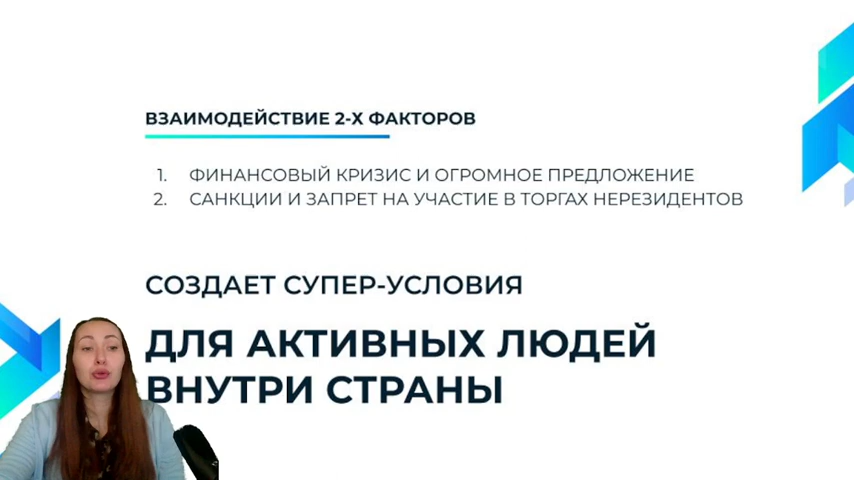 ВЗАИМОДЕЙСТВИЕ 2-Х ФАКТОРОВ
1. ФИНАНСОВЫЙ КРИЗИС И ОГРОМНОЕ ПРЕДЛОЖЕНИЕ
2. САНКЦИИ И ЗАПРЕТ НА УЧАСТИЕ В ТОРГАХ НЕРЕЗИДЕНТОВ
СОЗДАЕТ СУПЕР-УСЛОВИЯ
ДЛЯ АКТИВНЫХ ЛЮДЕЙ
ВНУТРИ СТРАНЫ